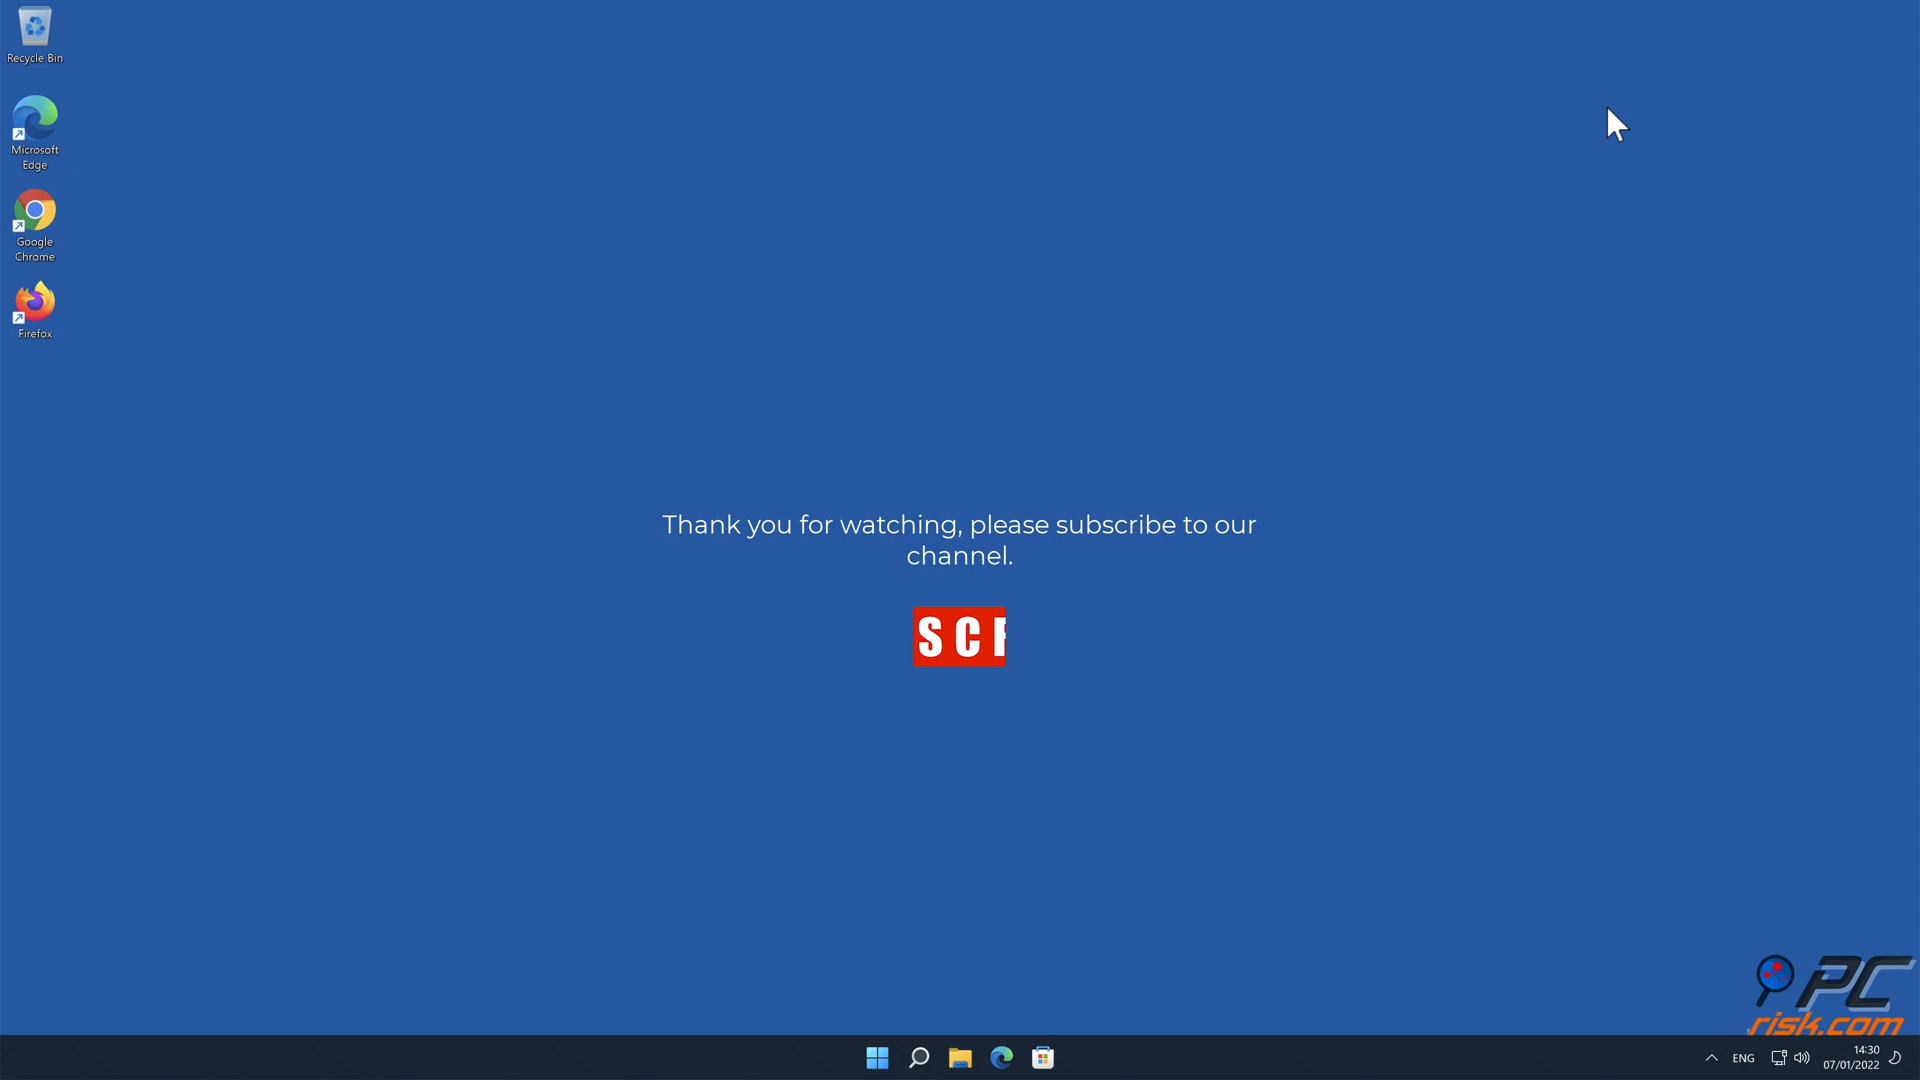 Recycle Bin
Microsoft
Edge
Google
Chrome
Firefox
Thank you for watching, please subscribe to our
channel.
SC
PC
risk.com
ENG
14:30
07/01/2022